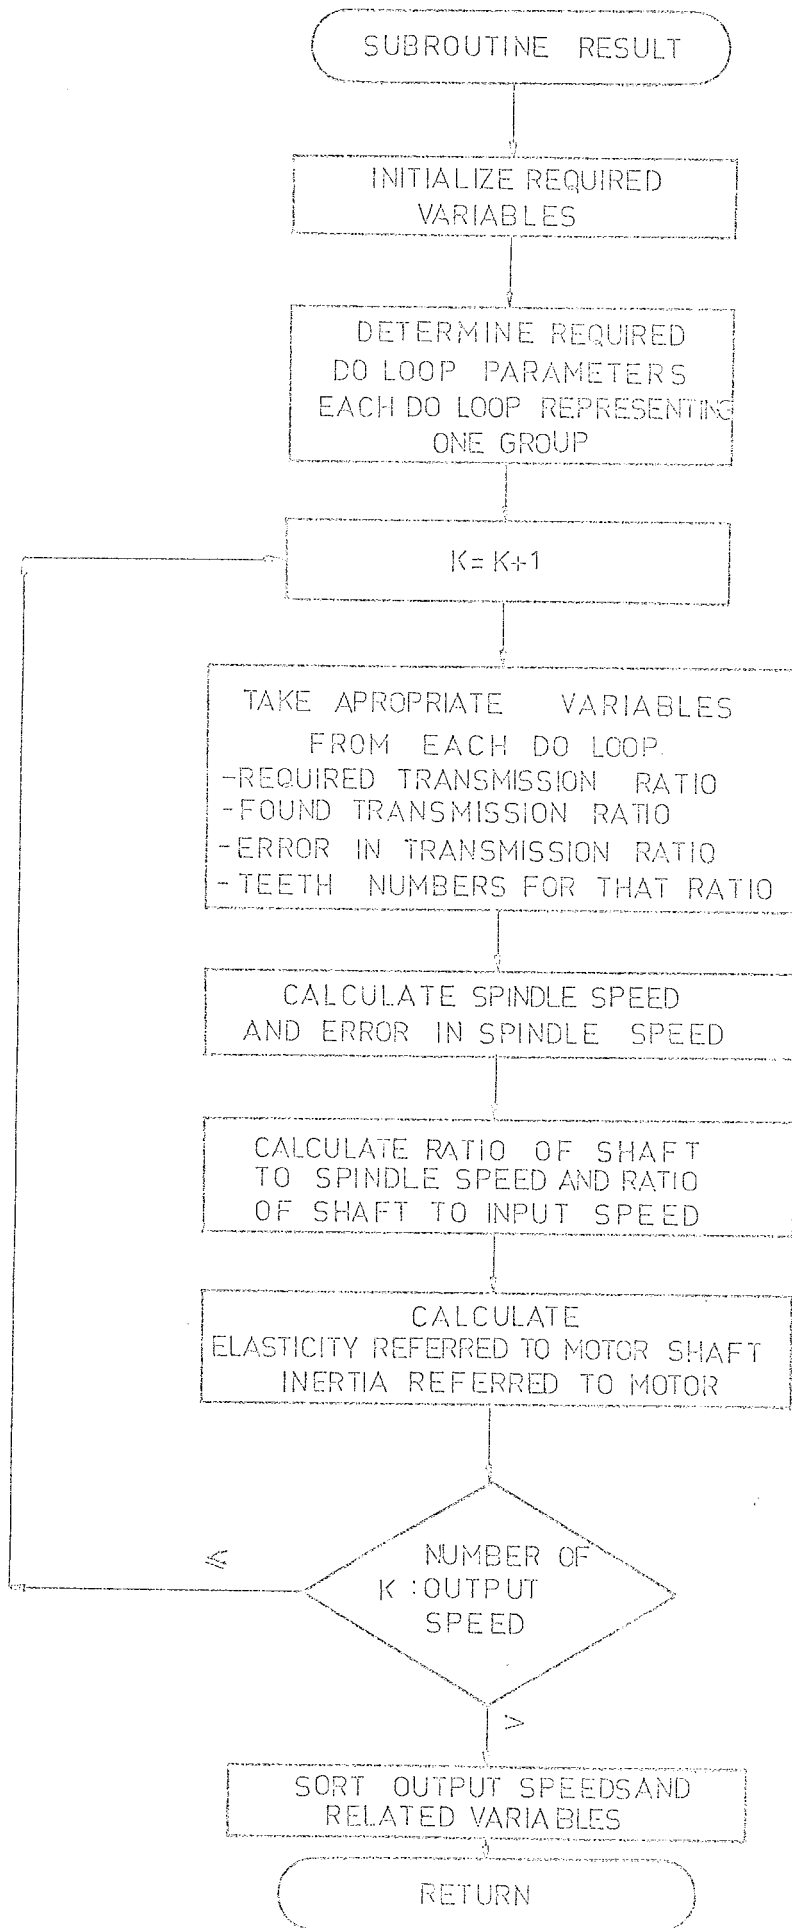 SUBROUTINE RESULT
INITIALIZE REQUIRED
VARIABLES
DETERMINE REQUIRED
DO LOOP PARAMETERS
EACH DO LOOP REPRESENTING
ONE GROUP
K=K+1
TAKE APROPRIATE VARIABLES
FROM EACH DO LOOP.
-REQUIRED TRANSMISSION RATIO
-FOUND TRANSMISSION RATIO
-ERROR IN TRANSMISSION RATIO
-TEETH NUMBERS FOR THAT RATIO
CALCULATE SPINDLE SPEED
AND ERROR IN SPINDLE SPEED
CALCULATE RATIO OF SHAFT
TO SPINDLE SPEED AND RATIO
OF SHAFT TO INPUT SPEED
CALCULATE
ELASTICITY REFERRED TO MOTOR SHAFT
INERTIA REFERRED TO MOTOR
≤
NUMBER OF
K : OUTPUT
SPEED
>
SORT OUTPUT SPEEDSAND
RELATED VARIABLES
RETURN